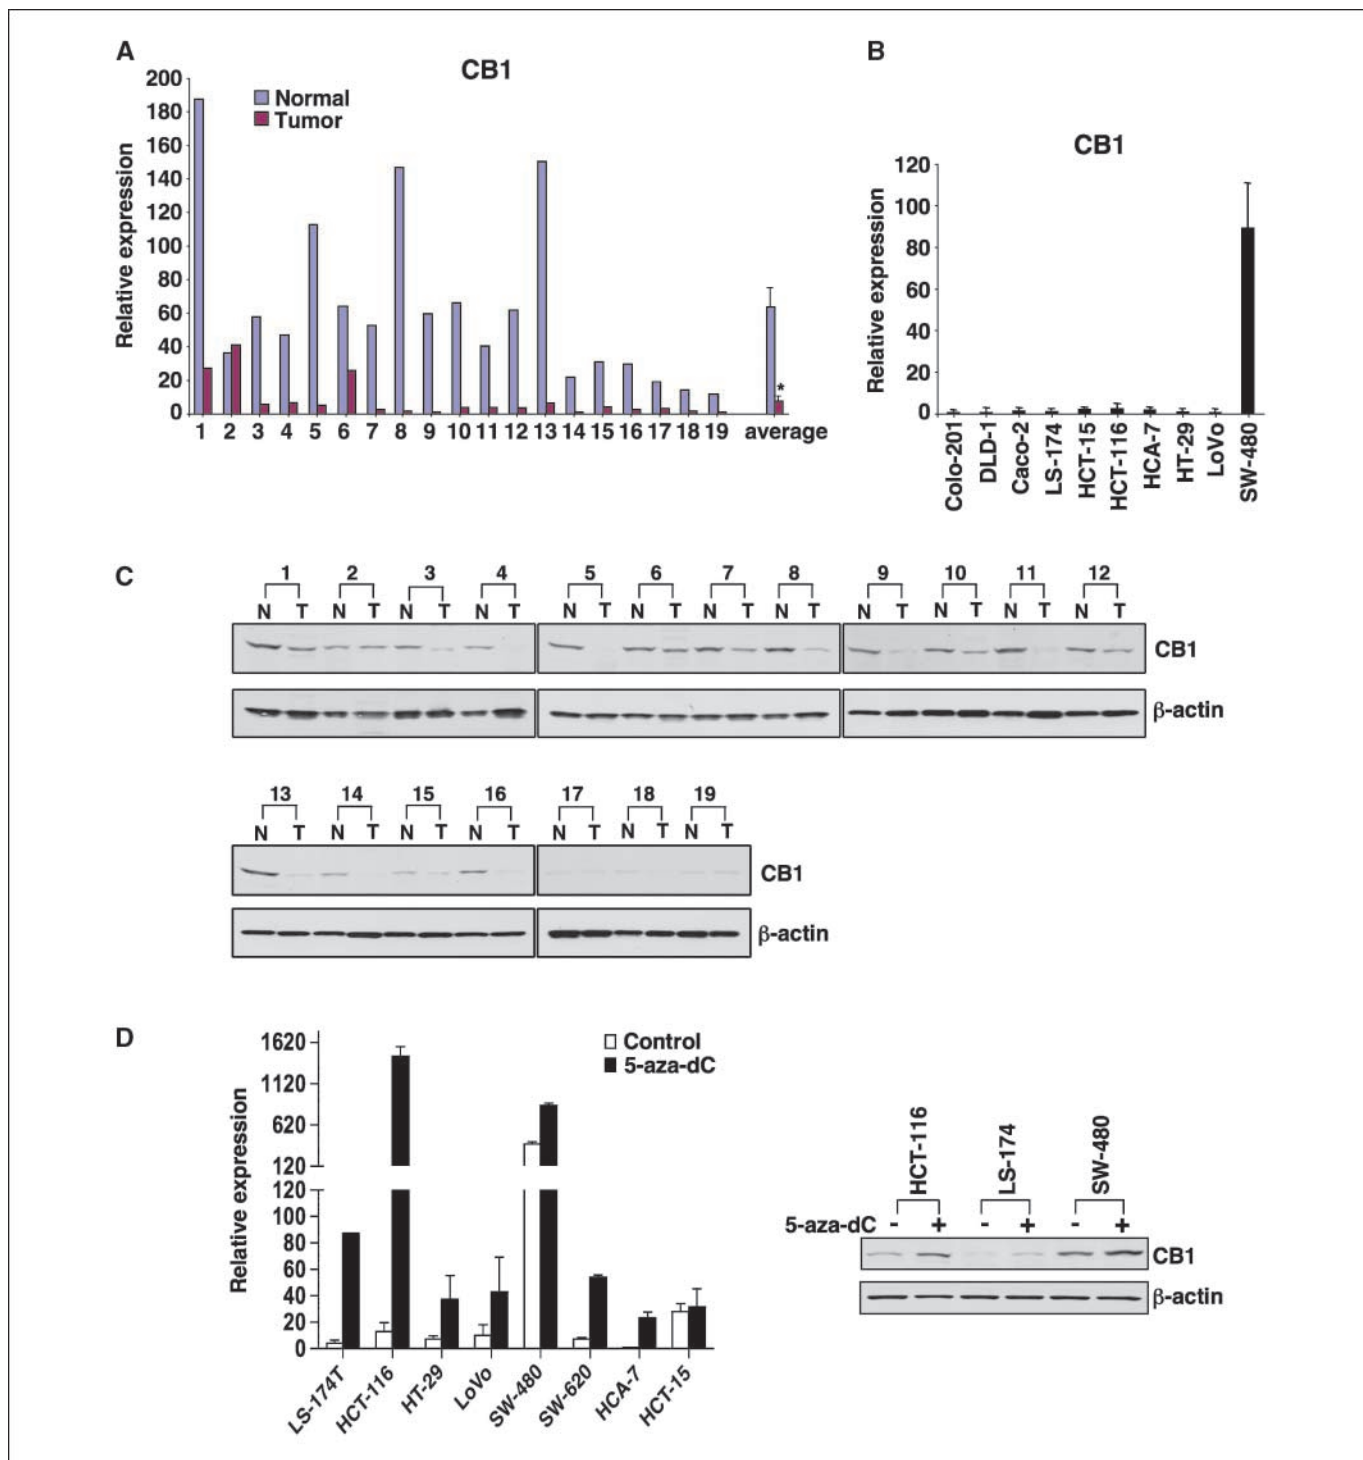 A
CB1
Normal
Tumor
Relative expression
200
180
160
140
120
100
80
60
40
20
0
1 2 3 4 5 6 7 8 9 10 11 12 13 14 15 16 17 18 19 average
*
B
CB1
Relative expression
120
100
80
60
40
20
0
Colo-201
DLD-1
Caco-2
LS-174
HCT-15
HCT-116
HCA-7
HT-29
LoVo
SW-480
C
1 2 3 4 5 6 7 8 9 10 11 12
N T N T N T N T N T N T N T N T N T N T N T N T
CB1
β-actin
13 14 15 16 17 18 19
N T N T N T N T N T N T N T
CB1
β-actin
D
Control
5-aza-dC
Relative expression
1620
1120
620
120
120
100
80
60
40
20
0
LS-174T
HCT-116
HT-29
LoVo
SW-480
SW-620
HCA-7
HCT-15
HCT-116
LS-174
SW-480
5-aza-dC - + - + - +
CB1
β-actin